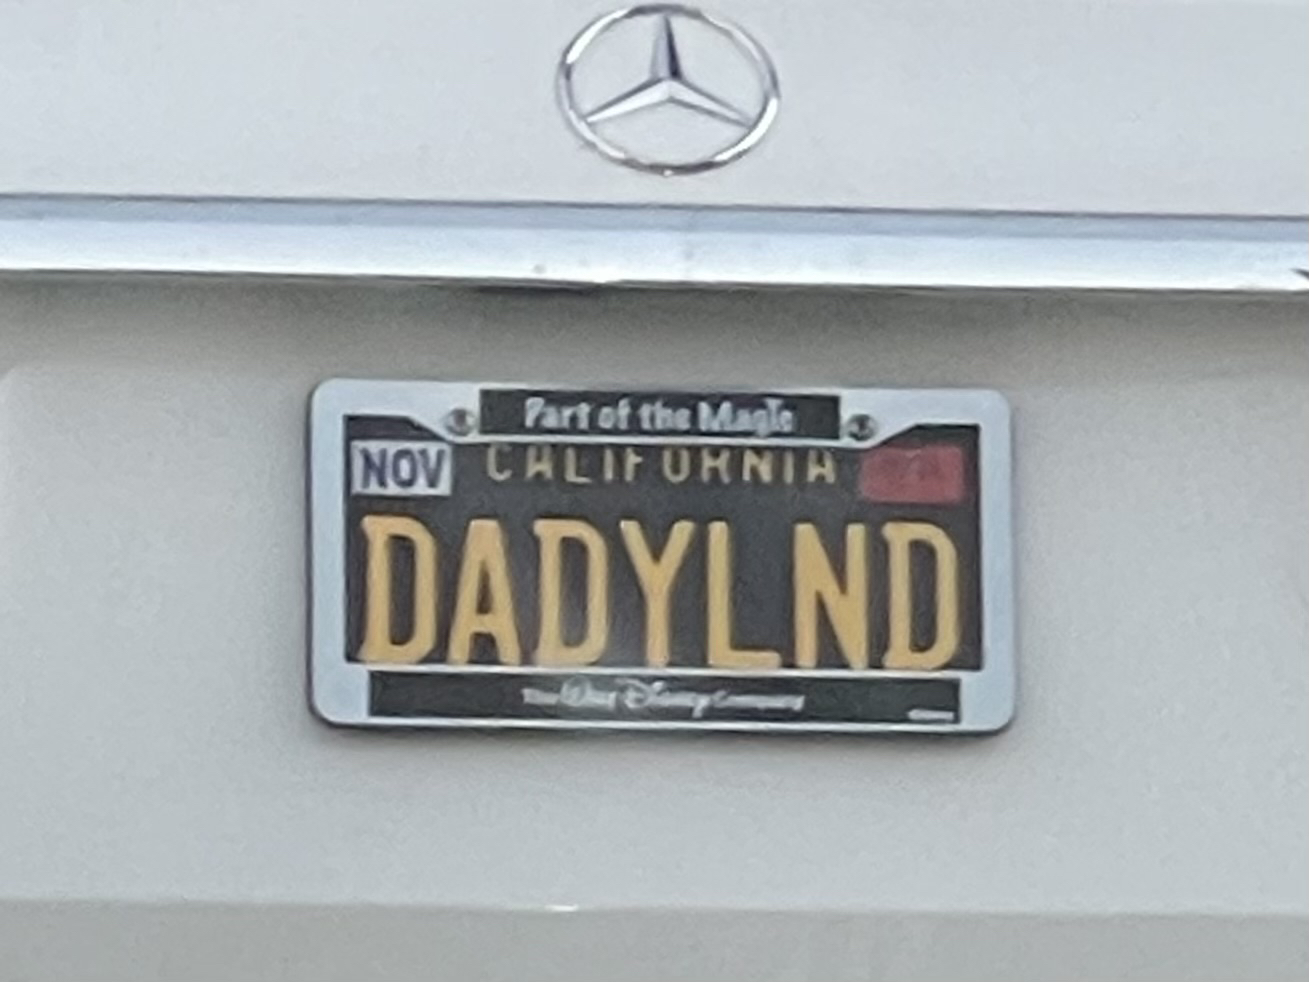 Part of the Magic
NOV CALIFORNIA
DADYLND
The Walt Disney Company